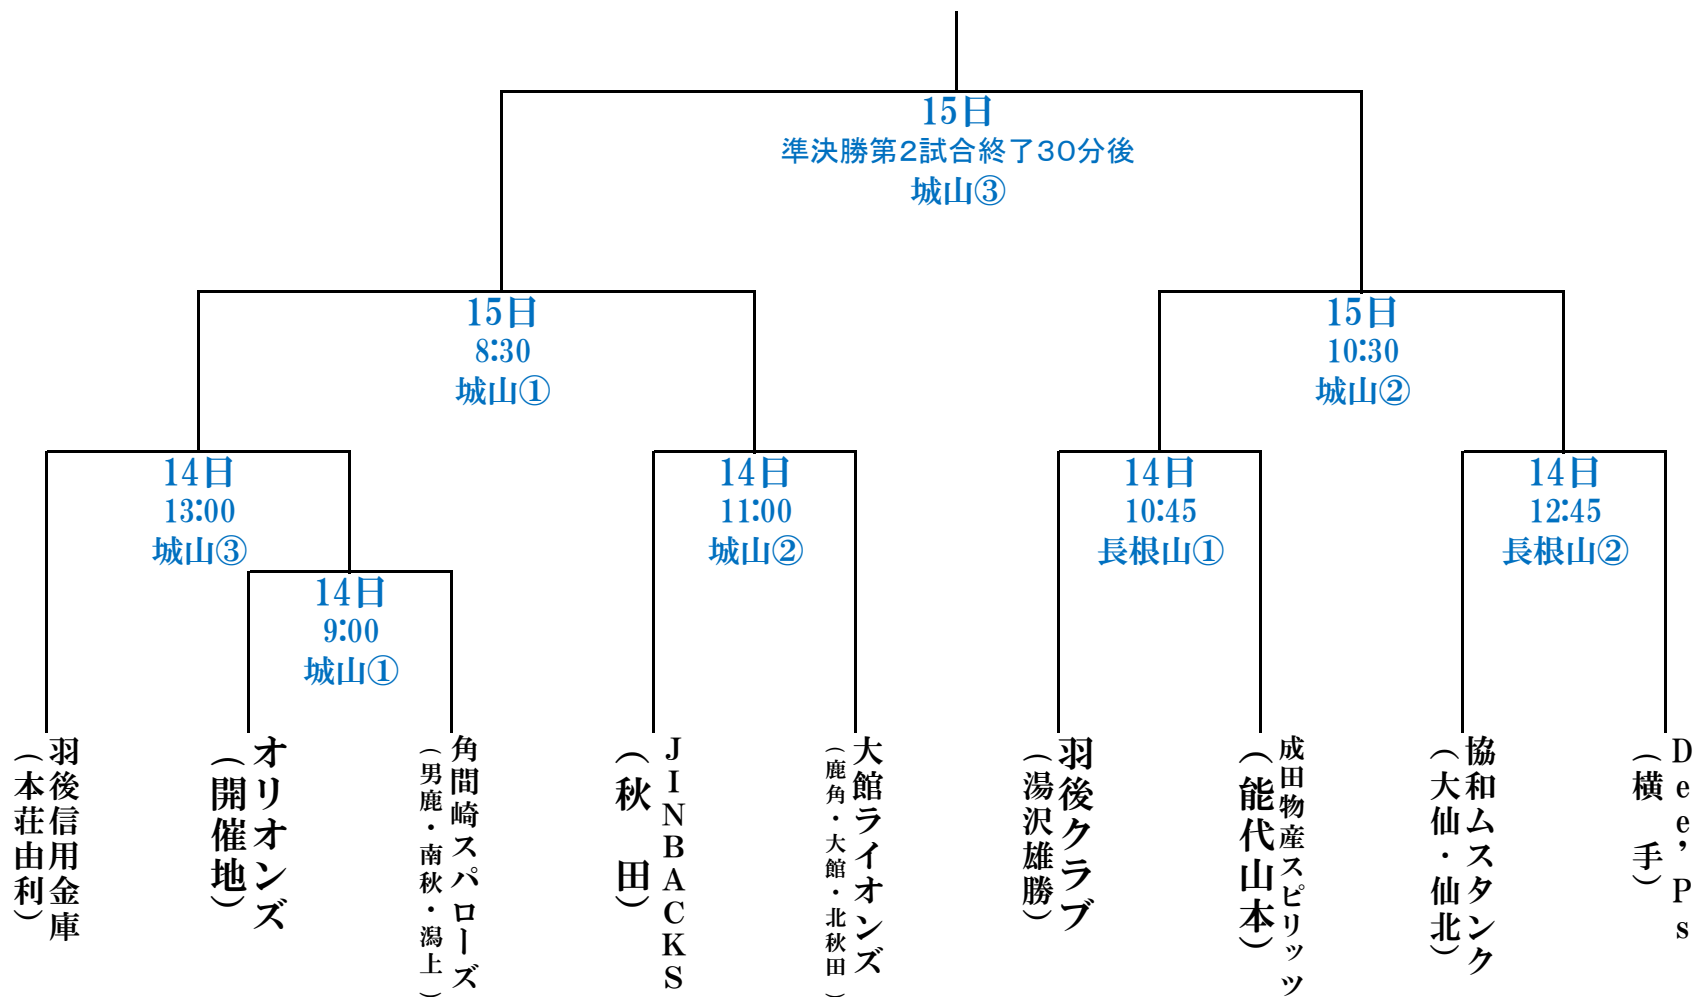 15日
準決勝第2試合終了30分後
城山③
15日
8:30
城山①
15日
10:30
城山②
14日
13:00
城山③
14日
11:00
城山②
14日
10:45
長根山①
14日
12:45
長根山②
14日
9:00
城山①
羽後信用金庫
（本荘由利）
オリオンズ
（開催地）
角間崎スパローズ
（男鹿・南秋・潟上）
JINBACKS
（秋　田）
大館ライオンズ
（鹿角・大館・北秋田）
羽後クラブ
（湯沢雄勝）
成田物産スピリッツ
（能代山本）
協和ムスタンク
（大仙・仙北）
Dee’Ps
（横　手）